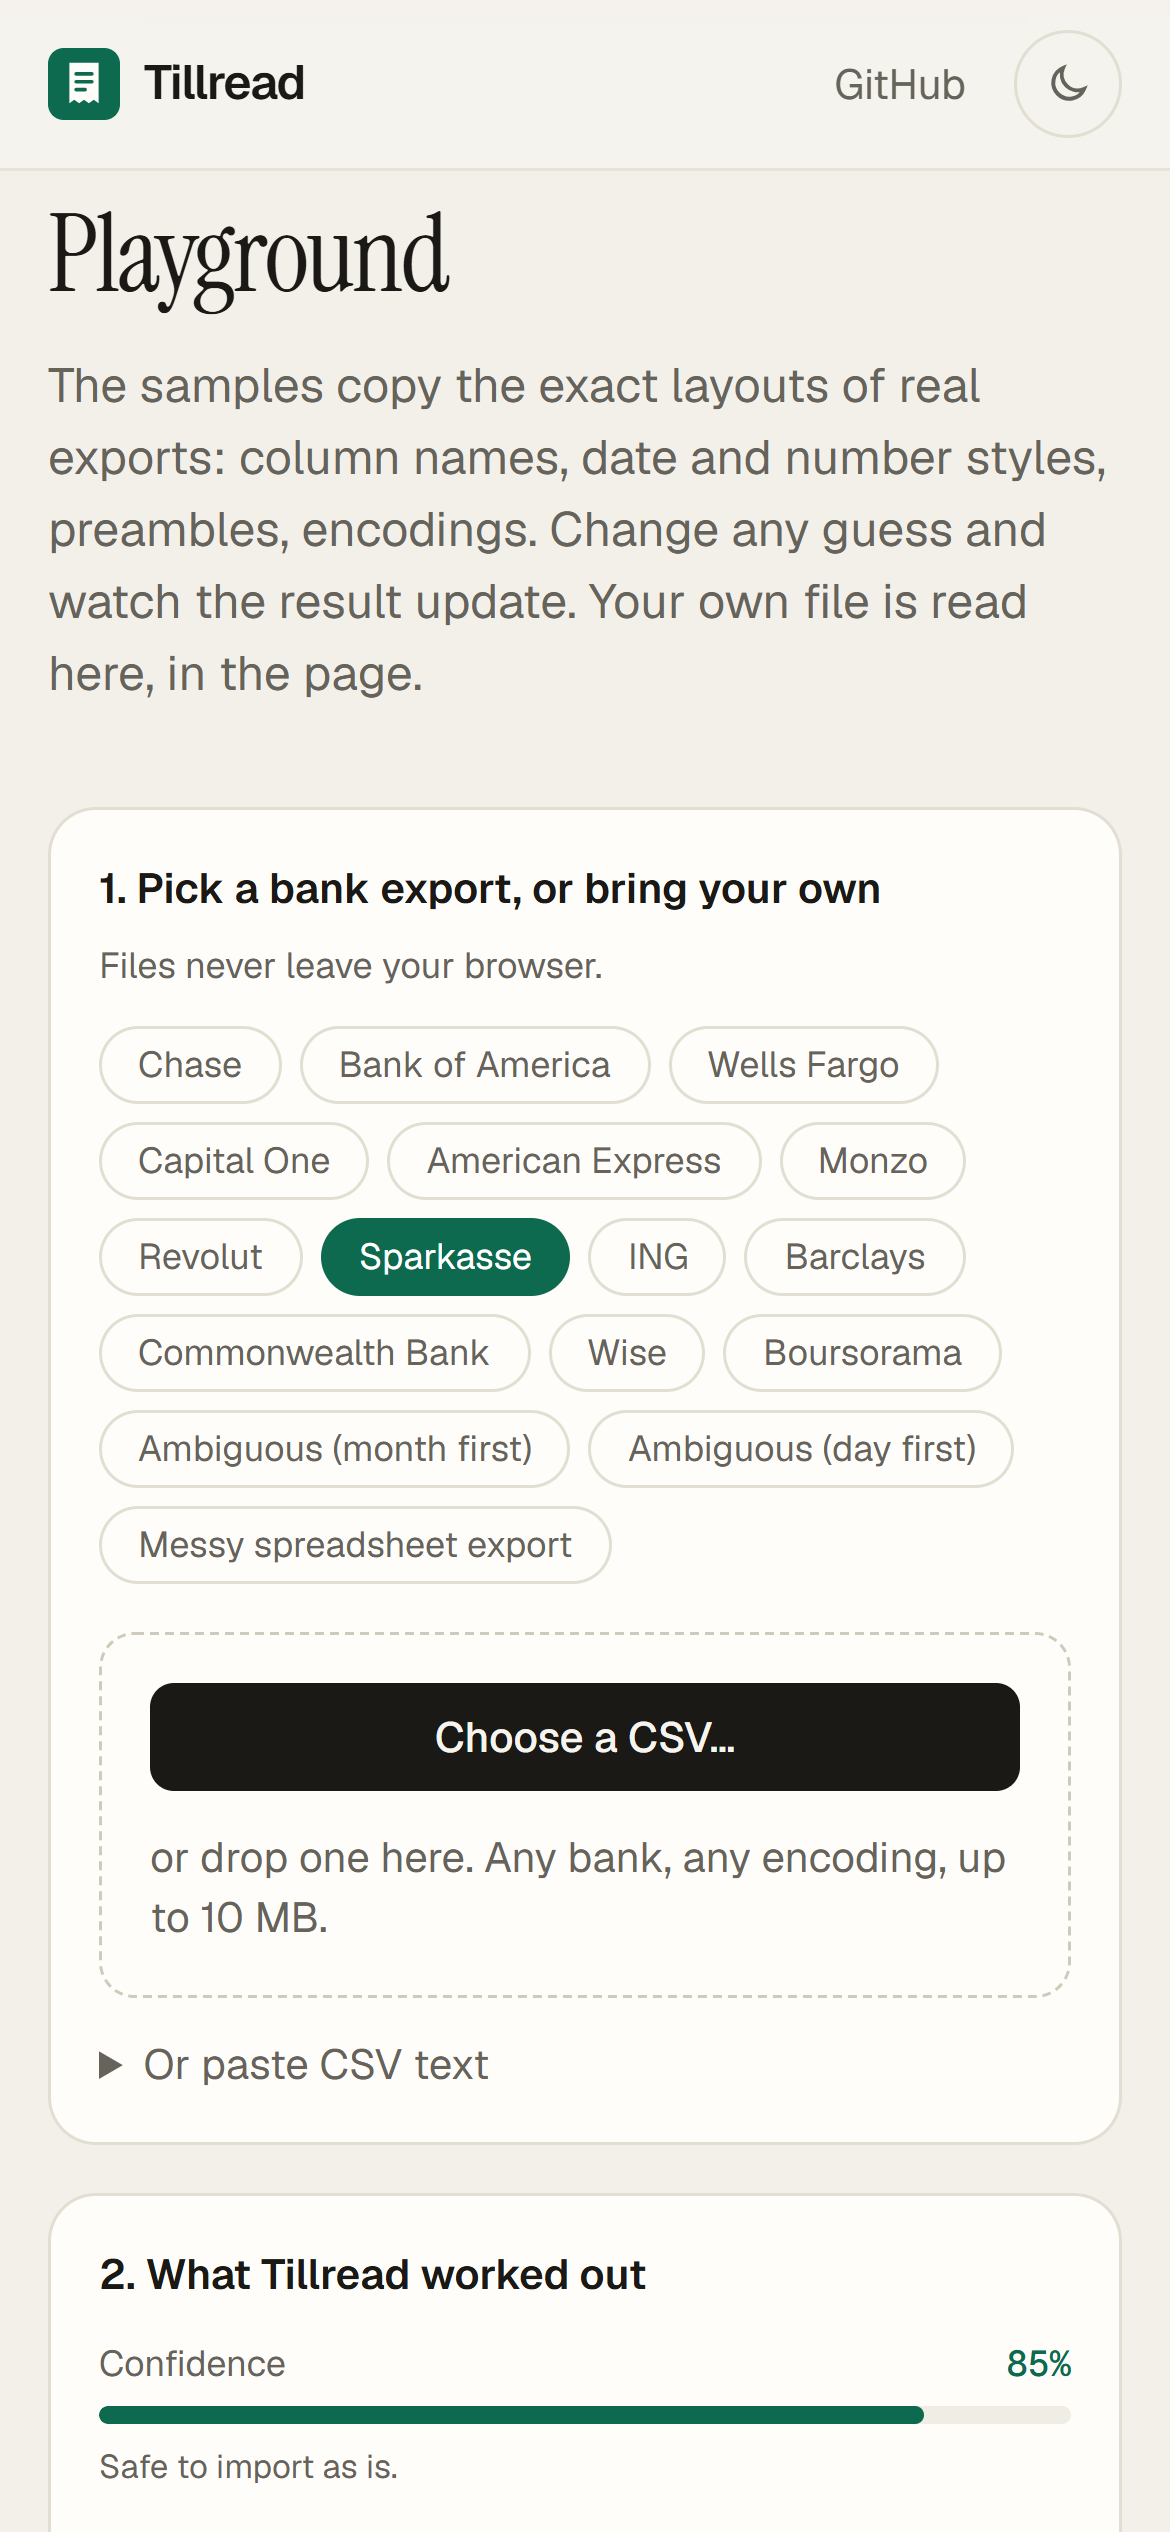 Tillread
GitHub
Playground
The samples copy the exact layouts of real
exports: column names, date and number styles,
preambles, encodings. Change any guess and
watch the result update. Your own file is read
here, in the page.
1. Pick a bank export, or bring your own
Files never leave your browser.
Chase
Bank of America
Wells Fargo
Capital One
American Express
Monzo
Revolut
Sparkasse
ING
Barclays
Commonwealth Bank
Wise
Boursorama
Ambiguous (month first)
Ambiguous (day first)
Messy spreadsheet export
Choose a CSV...
or drop one here. Any bank, any encoding, up
to 10 MB.
Or paste CSV text
2. What Tillread worked out
Confidence
85%
Safe to import as is.